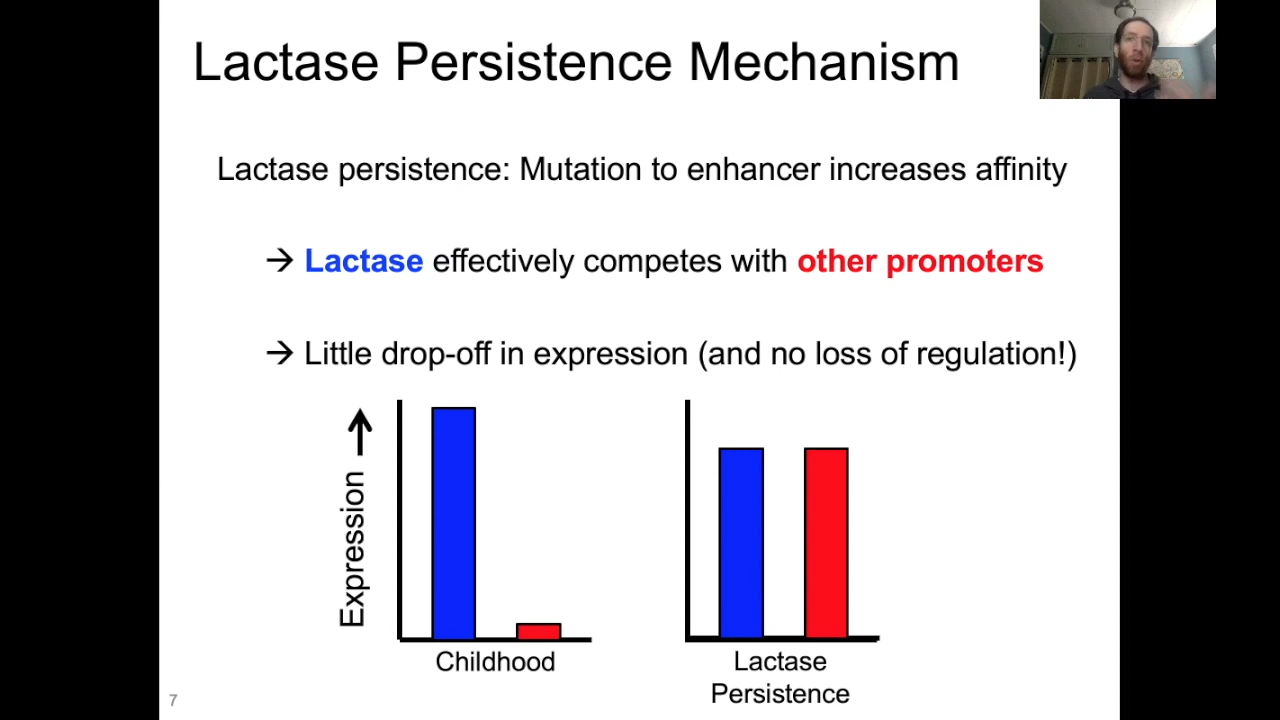 Lactase Persistence Mechanism
Lactase persistence: Mutation to enhancer increases affinity
→ Lactase effectively competes with other promoters
→ Little drop-off in expression (and no loss of regulation!)
Expression →
Childhood
Lactase
Persistence
7